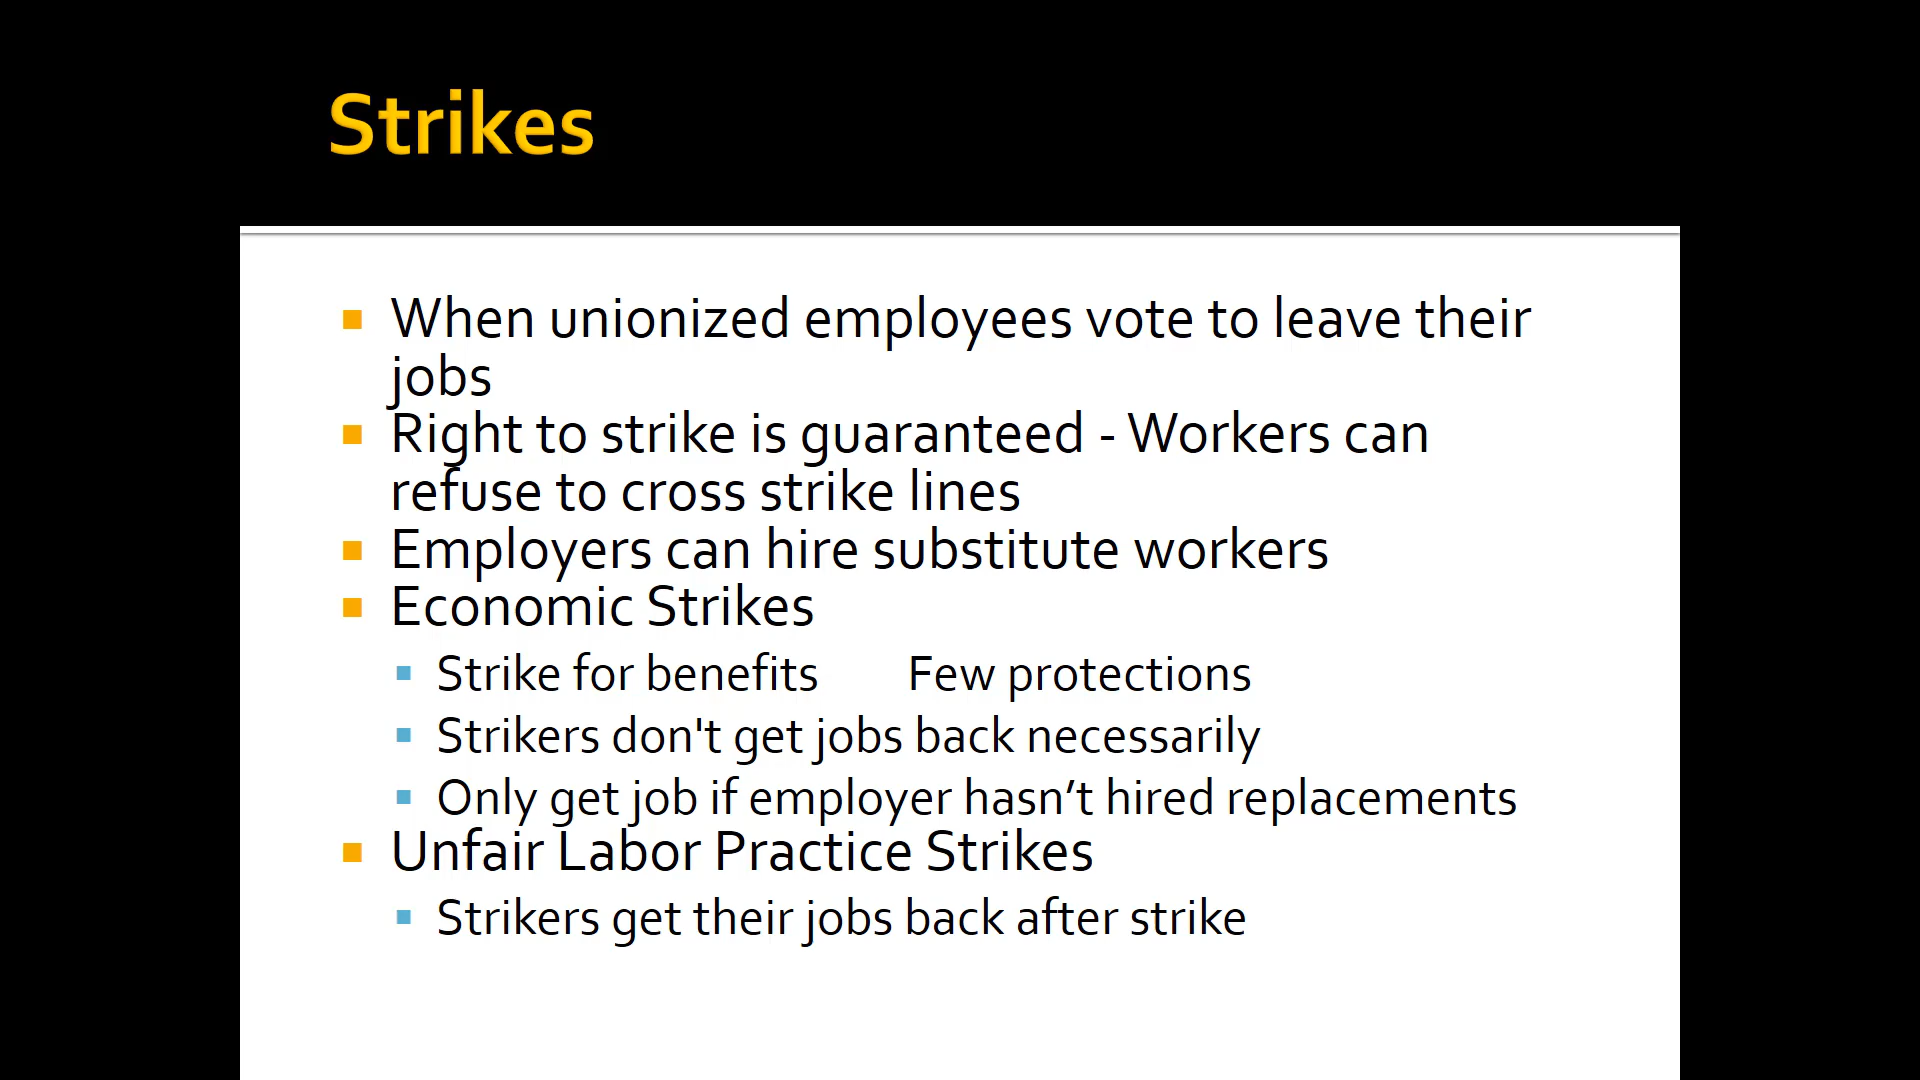 Strikes
When unionized employees vote to leave their
jobs
Right to strike is guaranteed - Workers can
refuse to cross strike lines
Employers can hire substitute workers
Economic Strikes
Strike for benefits Few protections
Strikers don't get jobs back necessarily
Only get job if employer hasn’t hired replacements
Unfair Labor Practice Strikes
Strikers get their jobs back after strike